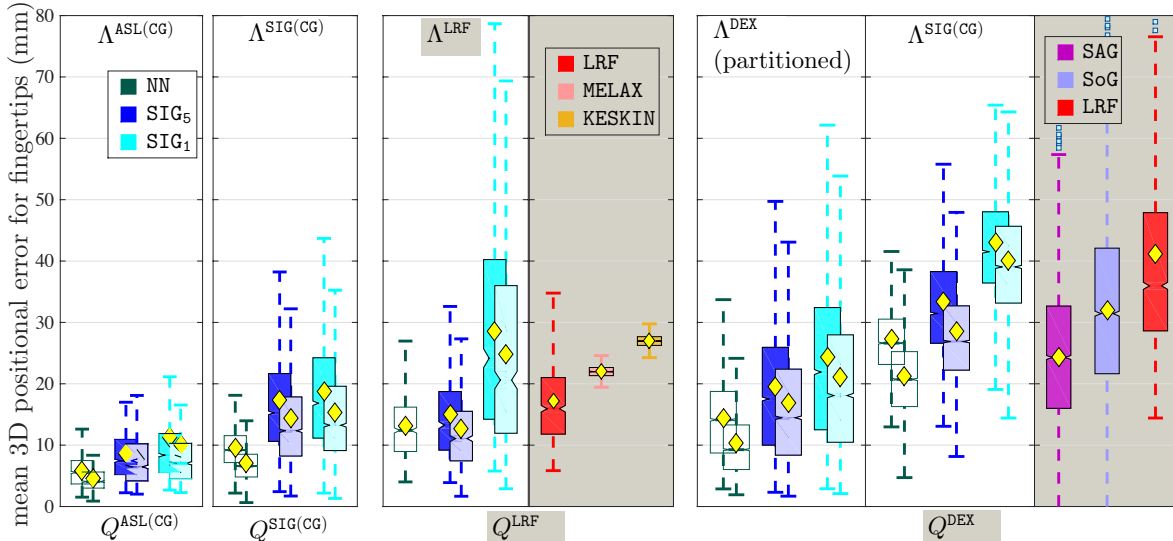 mean 3D positional error for fingertips (mm)
80
70
60
50
40
30
20
10
0
Λ^ASL(CG)
NN
SIG₅
SIG₁
Q^ASL(CG)
Λ^SIG(CG)
Q^SIG(CG)
Λ^LRF
LRF
MELAX
KESKIN
Q^LRF
Λ^DEX
(partitioned)
Λ^SIG(CG)
SAG
SoG
LRF
Q^DEX